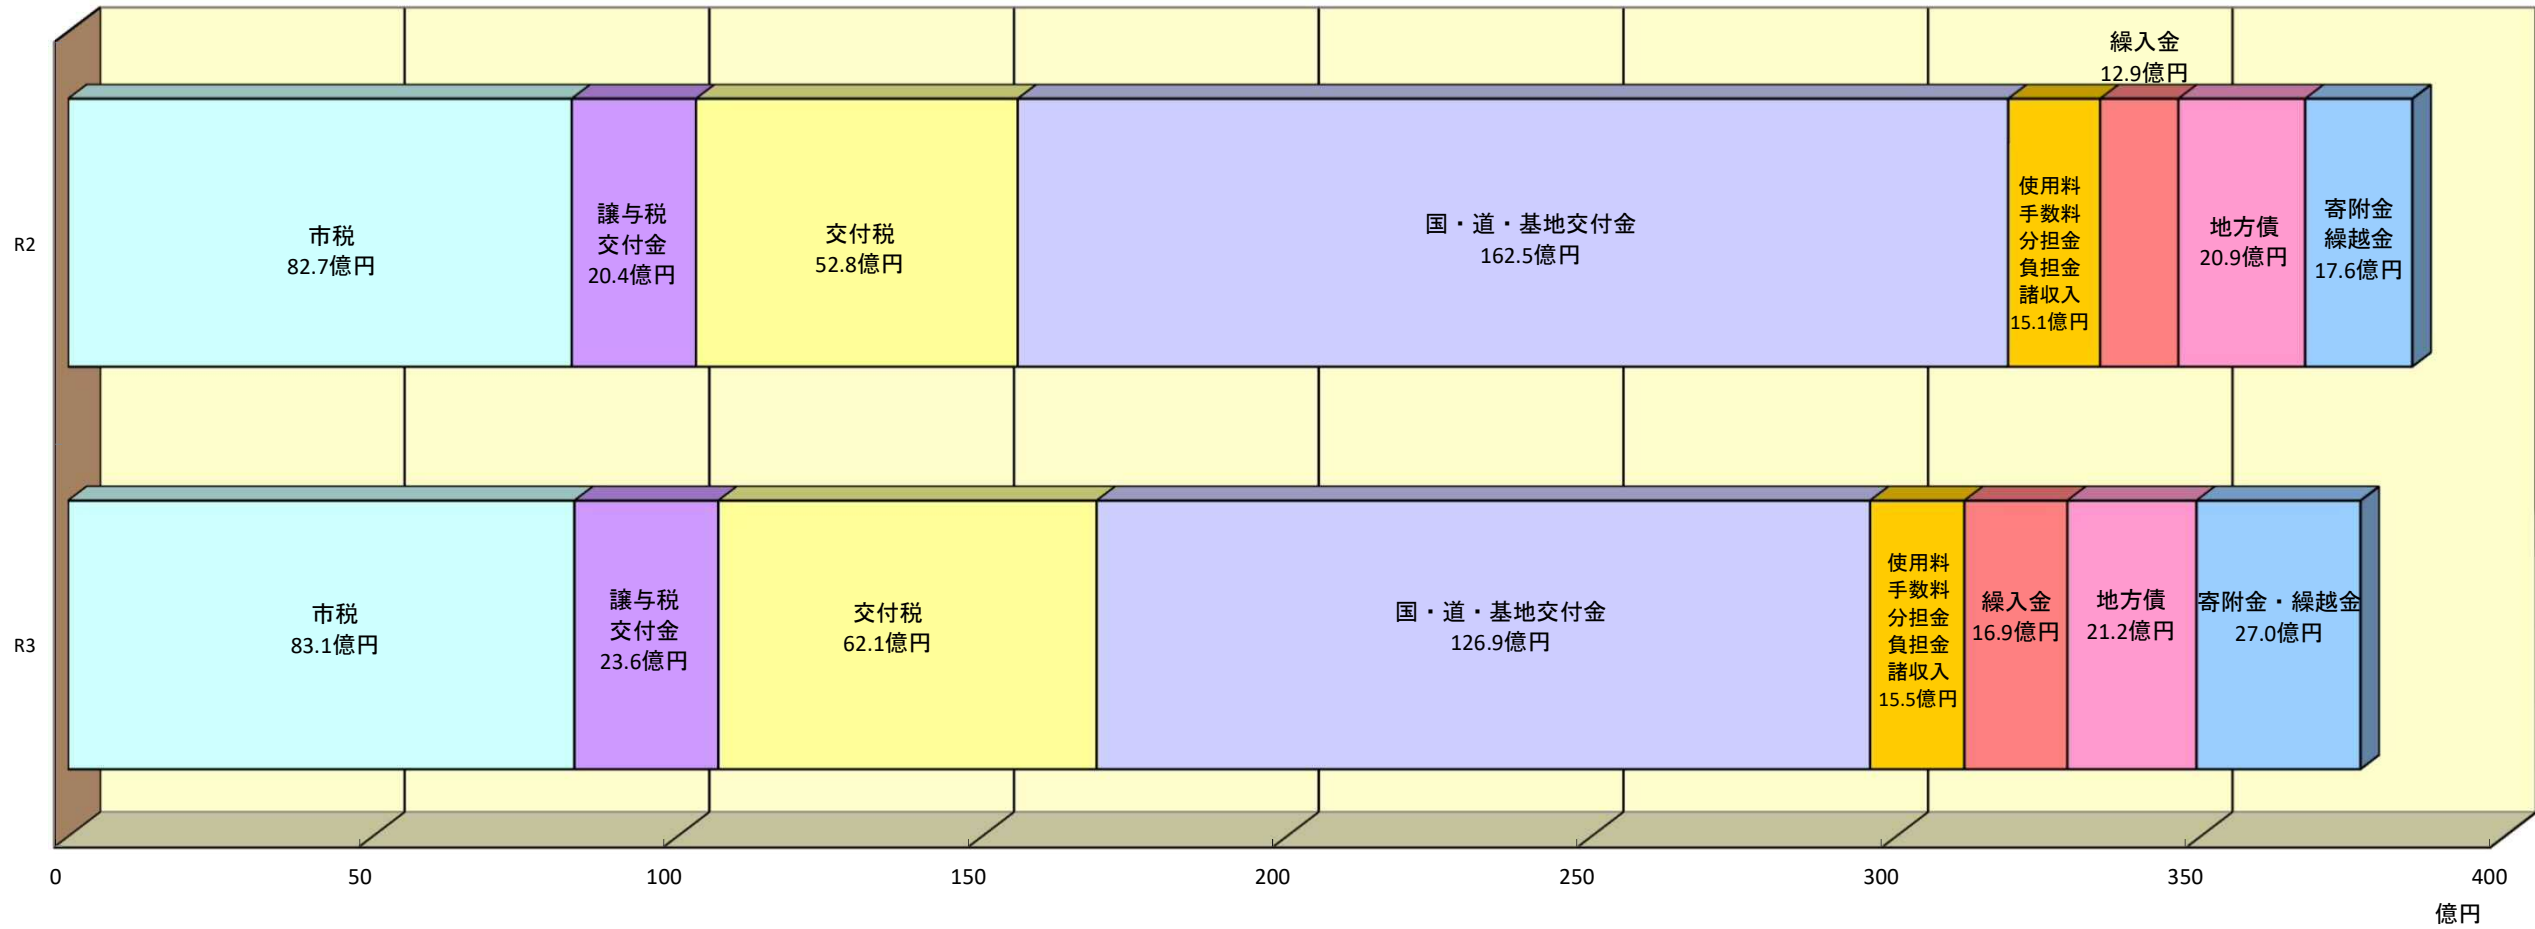 繰入金
12.9億円
R2
市税
82.7億円
譲与税
交付金
20.4億円
交付税
52.8億円
国・道・基地交付金
162.5億円
使用料
手数料
分担金
負担金
諸収入
15.1億円
地方債
20.9億円
寄附金
繰越金
17.6億円
R3
市税
83.1億円
譲与税
交付金
23.6億円
交付税
62.1億円
国・道・基地交付金
126.9億円
使用料
手数料
分担金
負担金
諸収入
15.5億円
繰入金
16.9億円
地方債
21.2億円
寄附金・繰越金
27.0億円
0 50 100 150 200 250 300 350 400
億円